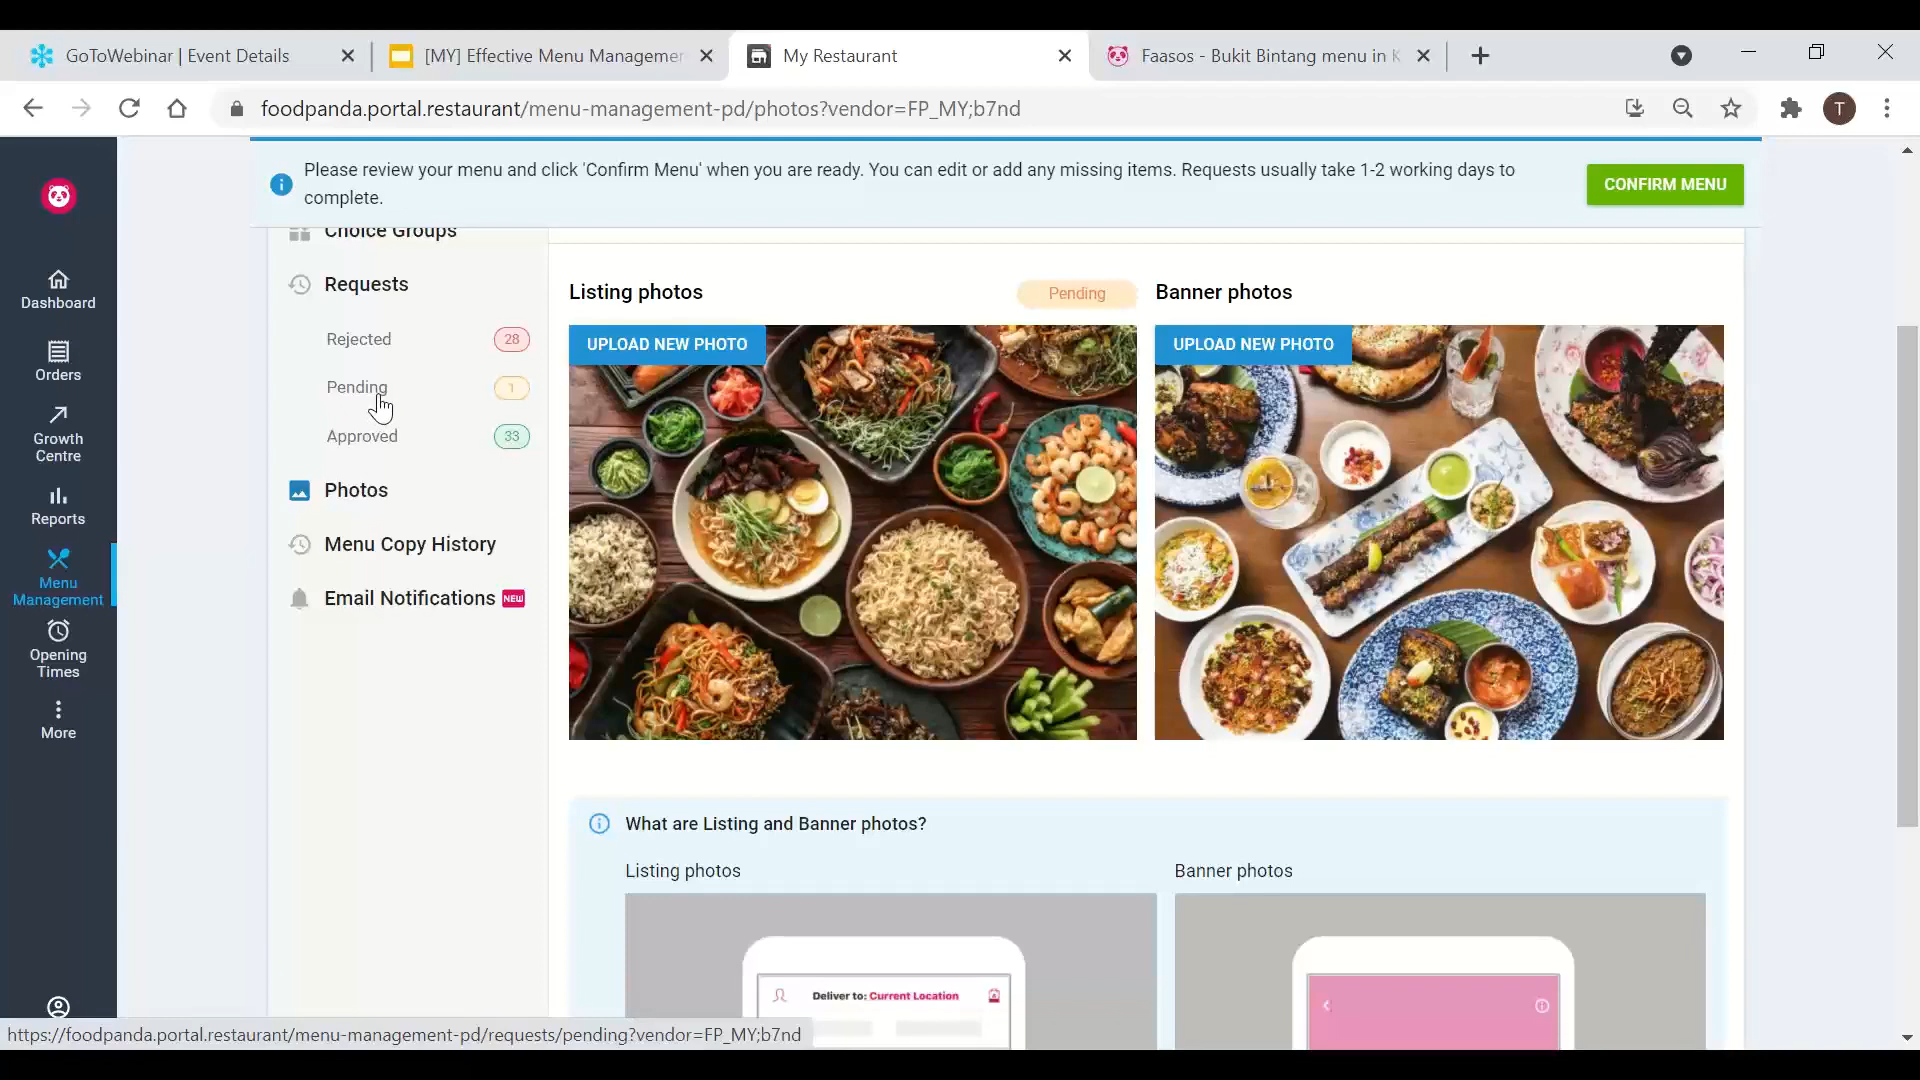 GoToWebinar | Event Details
[MY] Effective Menu Managemer
My Restaurant
Faasos - Bukit Bintang menu in K
foodpanda.portal.restaurant/menu-management-pd/photos?vendor=FP_MY;b7nd
T
Please review your menu and click 'Confirm Menu' when you are ready. You can edit or add any missing items. Requests usually take 1-2 working days to
complete.
CONFIRM MENU
Dashboard
Orders
Growth
Centre
Reports
Menu
Management
Opening
Times
More
Choice Groups
Requests
Rejected 28
Pending 1
Approved 33
Photos
Menu Copy History
Email Notifications NEW
Listing photos
Pending
UPLOAD NEW PHOTO
Banner photos
UPLOAD NEW PHOTO
What are Listing and Banner photos?
Listing photos
Deliver to: Current Location
Banner photos
https://foodpanda.portal.restaurant/menu-management-pd/requests/pending?vendor=FP_MY;b7nd